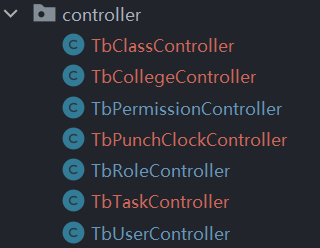 controller
C TbClassController
C TbCollegeController
C TbPermissionController
C TbPunchClockController
C TbRoleController
C TbTaskController
C TbUserController